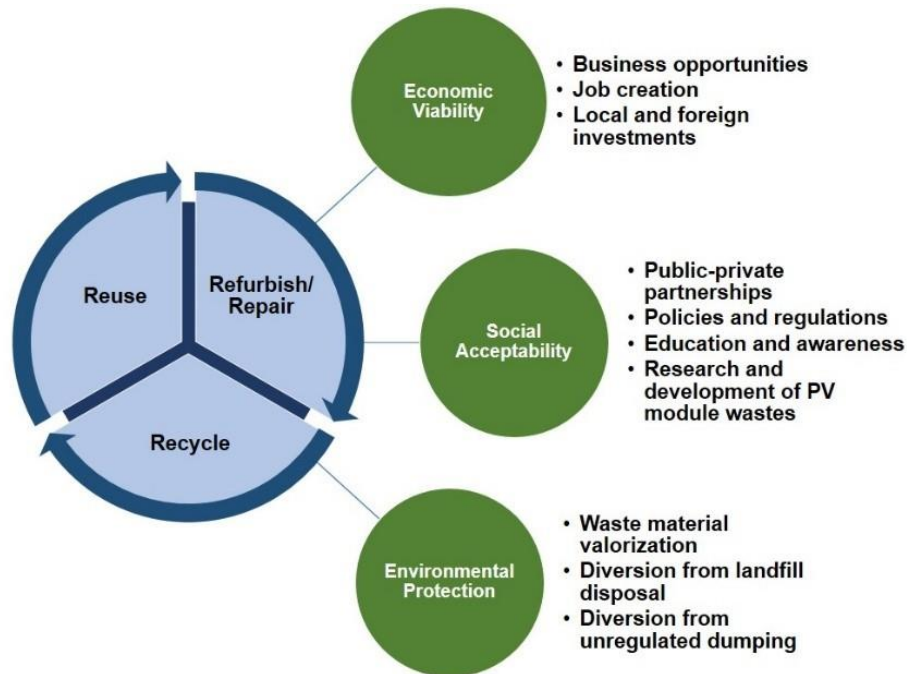 Economic
Viability
• Business opportunities
• Job creation
• Local and foreign
investments
Reuse
Refurbish/
Repair
Recycle
Social
Acceptability
• Public-private
partnerships
• Policies and regulations
• Education and awareness
• Research and
development of PV
module wastes
Environmental
Protection
• Waste material
valorization
• Diversion from landfill
disposal
• Diversion from
unregulated dumping